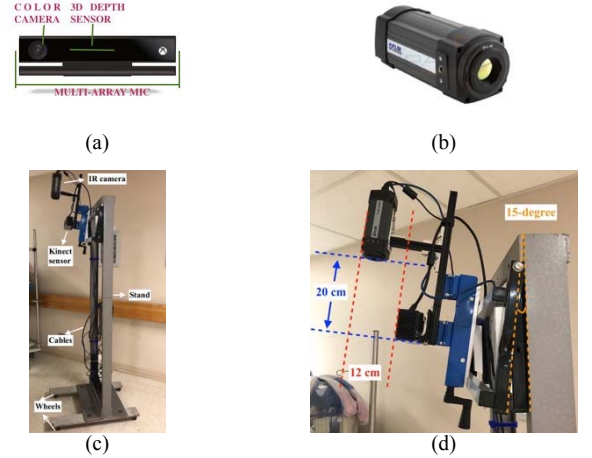 COLOR 3D DEPTH
CAMERA SENSOR
MULTI-ARRAY MIC
(a)
FLIR
(b)
IR camera
Kinect
sensor
Stand
Cables
Wheels
(c)
15-degree
20 cm
12 cm
(d)